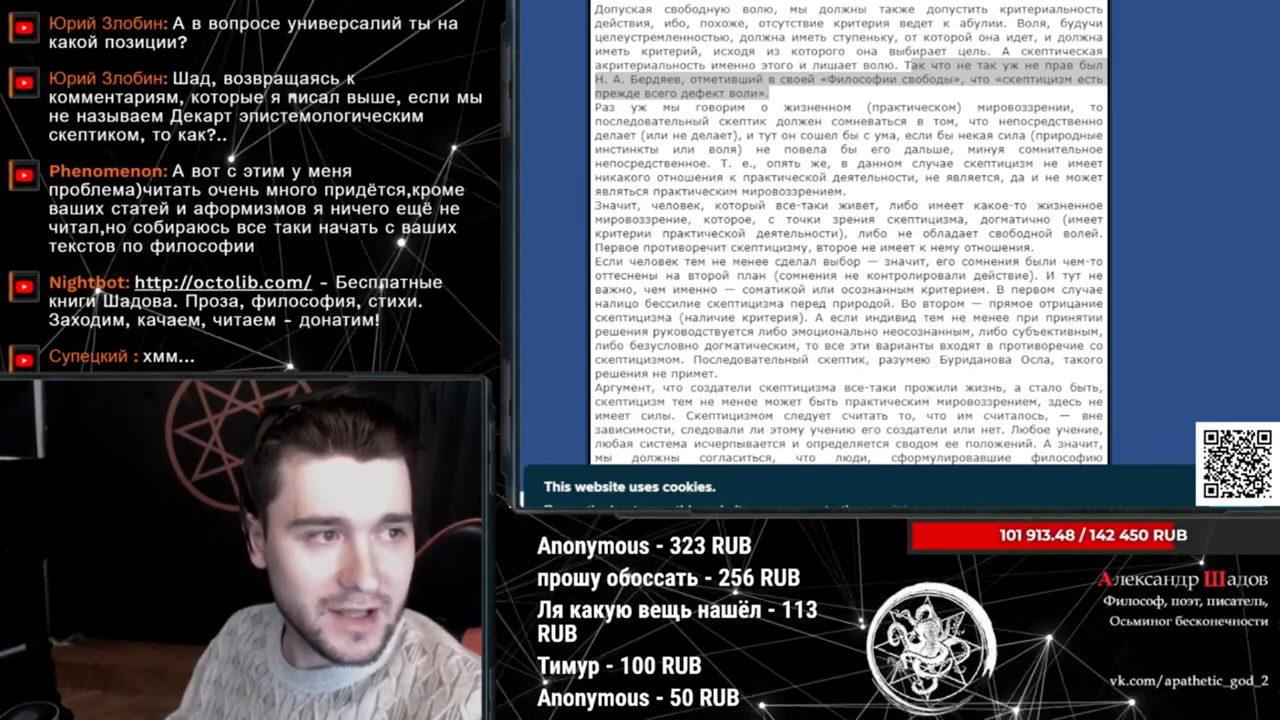 Юрий Злобин: А в вопросе универсалий ты на
какой позиции?
Юрий Злобин: Шад, возвращаясь к
комментариям, которые я писал выше, если мы
не называем Декарт эпистемологическим
скептиком, то как?..
Phenomenon: А вот с этим у меня
проблема)читать очень много придётся,кроме
ваших статей и аформизмов я ничего ещё не
читал,но собираюсь все таки начать с ваших
текстов по философии
Nightbot: http://octolib.com/ - Бесплатные
книги Шадова. Проза, философия, стихи.
Заходим, качаем, читаем - донатим!
Супецкий : хмм...
Допуская свободную волю, мы должны также допустить критериальность
действия, ибо, похоже, отсутствие критерия ведет к абулии. Воля, будучи
целеустремленностью, должна иметь ступеньку, от которой она идет, и должна
иметь критерий, исходя из которого она выбирает цель. А скептическая
акритериальность именно этого и лишает волю. Так что не так уж не прав был
Н. А. Бердяев, отметивший в своей «Философии свободы», что «скептицизм есть
прежде всего дефект воли».
Раз уж мы говорим о жизненном (практическом) мировоззрении, то
последовательный скептик должен сомневаться в том, что непосредственно
делает (или не делает), и тут он сошел бы с ума, если бы некая сила (природные
инстинкты или воля) не повела бы его дальше, минуя сомнительное
непосредственное. Т. е., опять же, в данном случае скептицизм не имеет
никакого отношения к практической деятельности, не является, да и не может
являться практическим мировоззрением.
Значит, человек, который все-таки живет, либо имеет какое-то жизненное
мировоззрение, которое, с точки зрения скептицизма, догматично (имеет
критерии практической деятельности), либо не обладает свободной волей.
Первое противоречит скептицизму, второе не имеет к нему отношения.
Если человек тем не менее сделал выбор — значит, его сомнения были чем-то
оттеснены на второй план (сомнения не контролировали действие). И тут не
важно, чем именно — соматикой или осознанным критерием. В первом случае
налицо бессилие скептицизма перед природой. Во втором — прямое отрицание
скептицизма (наличие критерия). А если индивид тем не менее при принятии
решения руководствуется либо эмоционально неосознанным, либо субъективным,
либо безусловно догматическим, то все эти варианты входят в противоречие со
скептицизмом. Последовательный скептик, разумею Буриданова Осла, такого
решения не примет.
Аргумент, что создатели скептицизма все-таки прожили жизнь, а стало быть,
скептицизм тем не менее может быть практическим мировоззрением, здесь не
имеет силы. Скептицизмом следует считать то, что им считалось, — вне
зависимости, следовали ли этому учению его создатели или нет. Любое учение,
любая система исчерпывается и определяется сводом ее положений. А значит,
мы должны согласиться, что люди, сформулировавшие философию
This website uses cookies.
Anonymous - 323 RUB
прошу обоссать - 256 RUB
Ля какую вещь нашёл - 113
RUB
Тимур - 100 RUB
Anonymous - 50 RUB
101 913.48 / 142 450 RUB
Александр Шадов
Философ, поэт, писатель,
Осьминог бесконечности
vk.com/apathetic_god_2